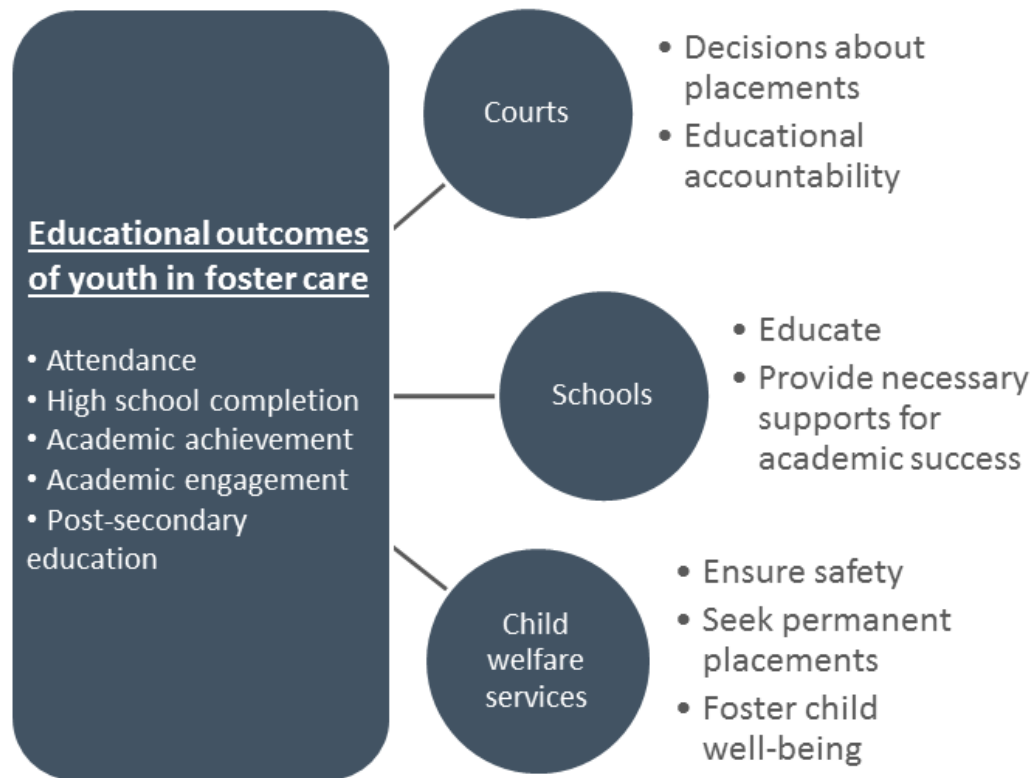 Educational outcomes
of youth in foster care
• Attendance
• High school completion
• Academic achievement
• Academic engagement
• Post-secondary
education
Courts
• Decisions about
placements
• Educational
accountability
Schools
• Educate
• Provide necessary
supports for
academic success
Child
welfare
services
• Ensure safety
• Seek permanent
placements
• Foster child
well-being